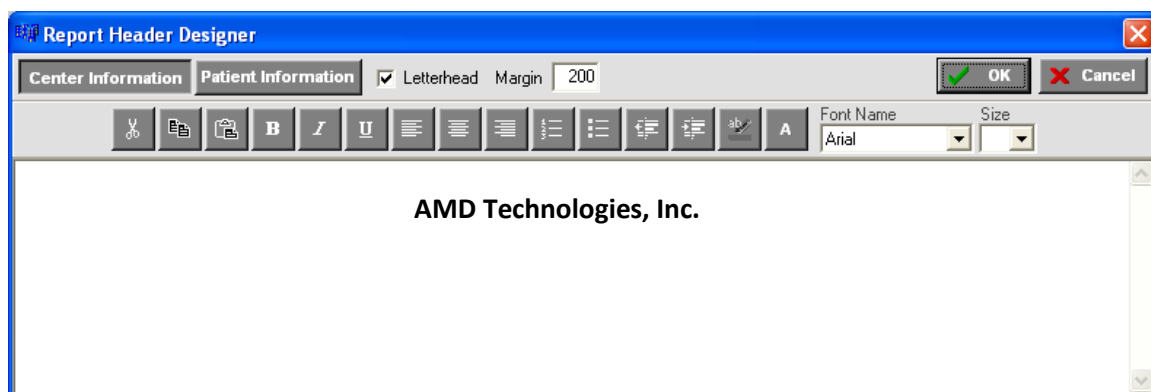 Report Header Designer
Center Information Patient Information Letterhead Margin 200 OK Cancel
B I U ab A Font Name Size
Arial
AMD Technologies, Inc.